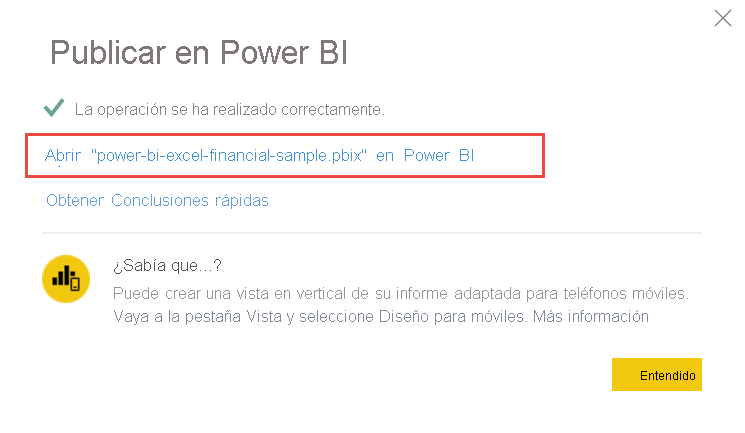 Publicar en Power BI
La operación se ha realizado correctamente.
Abrir "power-bi-excel-financial-sample.pbix" en Power BI
Obtener Conclusiones rápidas
¿Sabía que...?
Puede crear una vista en vertical de su informe adaptada para teléfonos móviles.
Vaya a la pestaña Vista y seleccione Diseño para móviles. Más información
Entendido